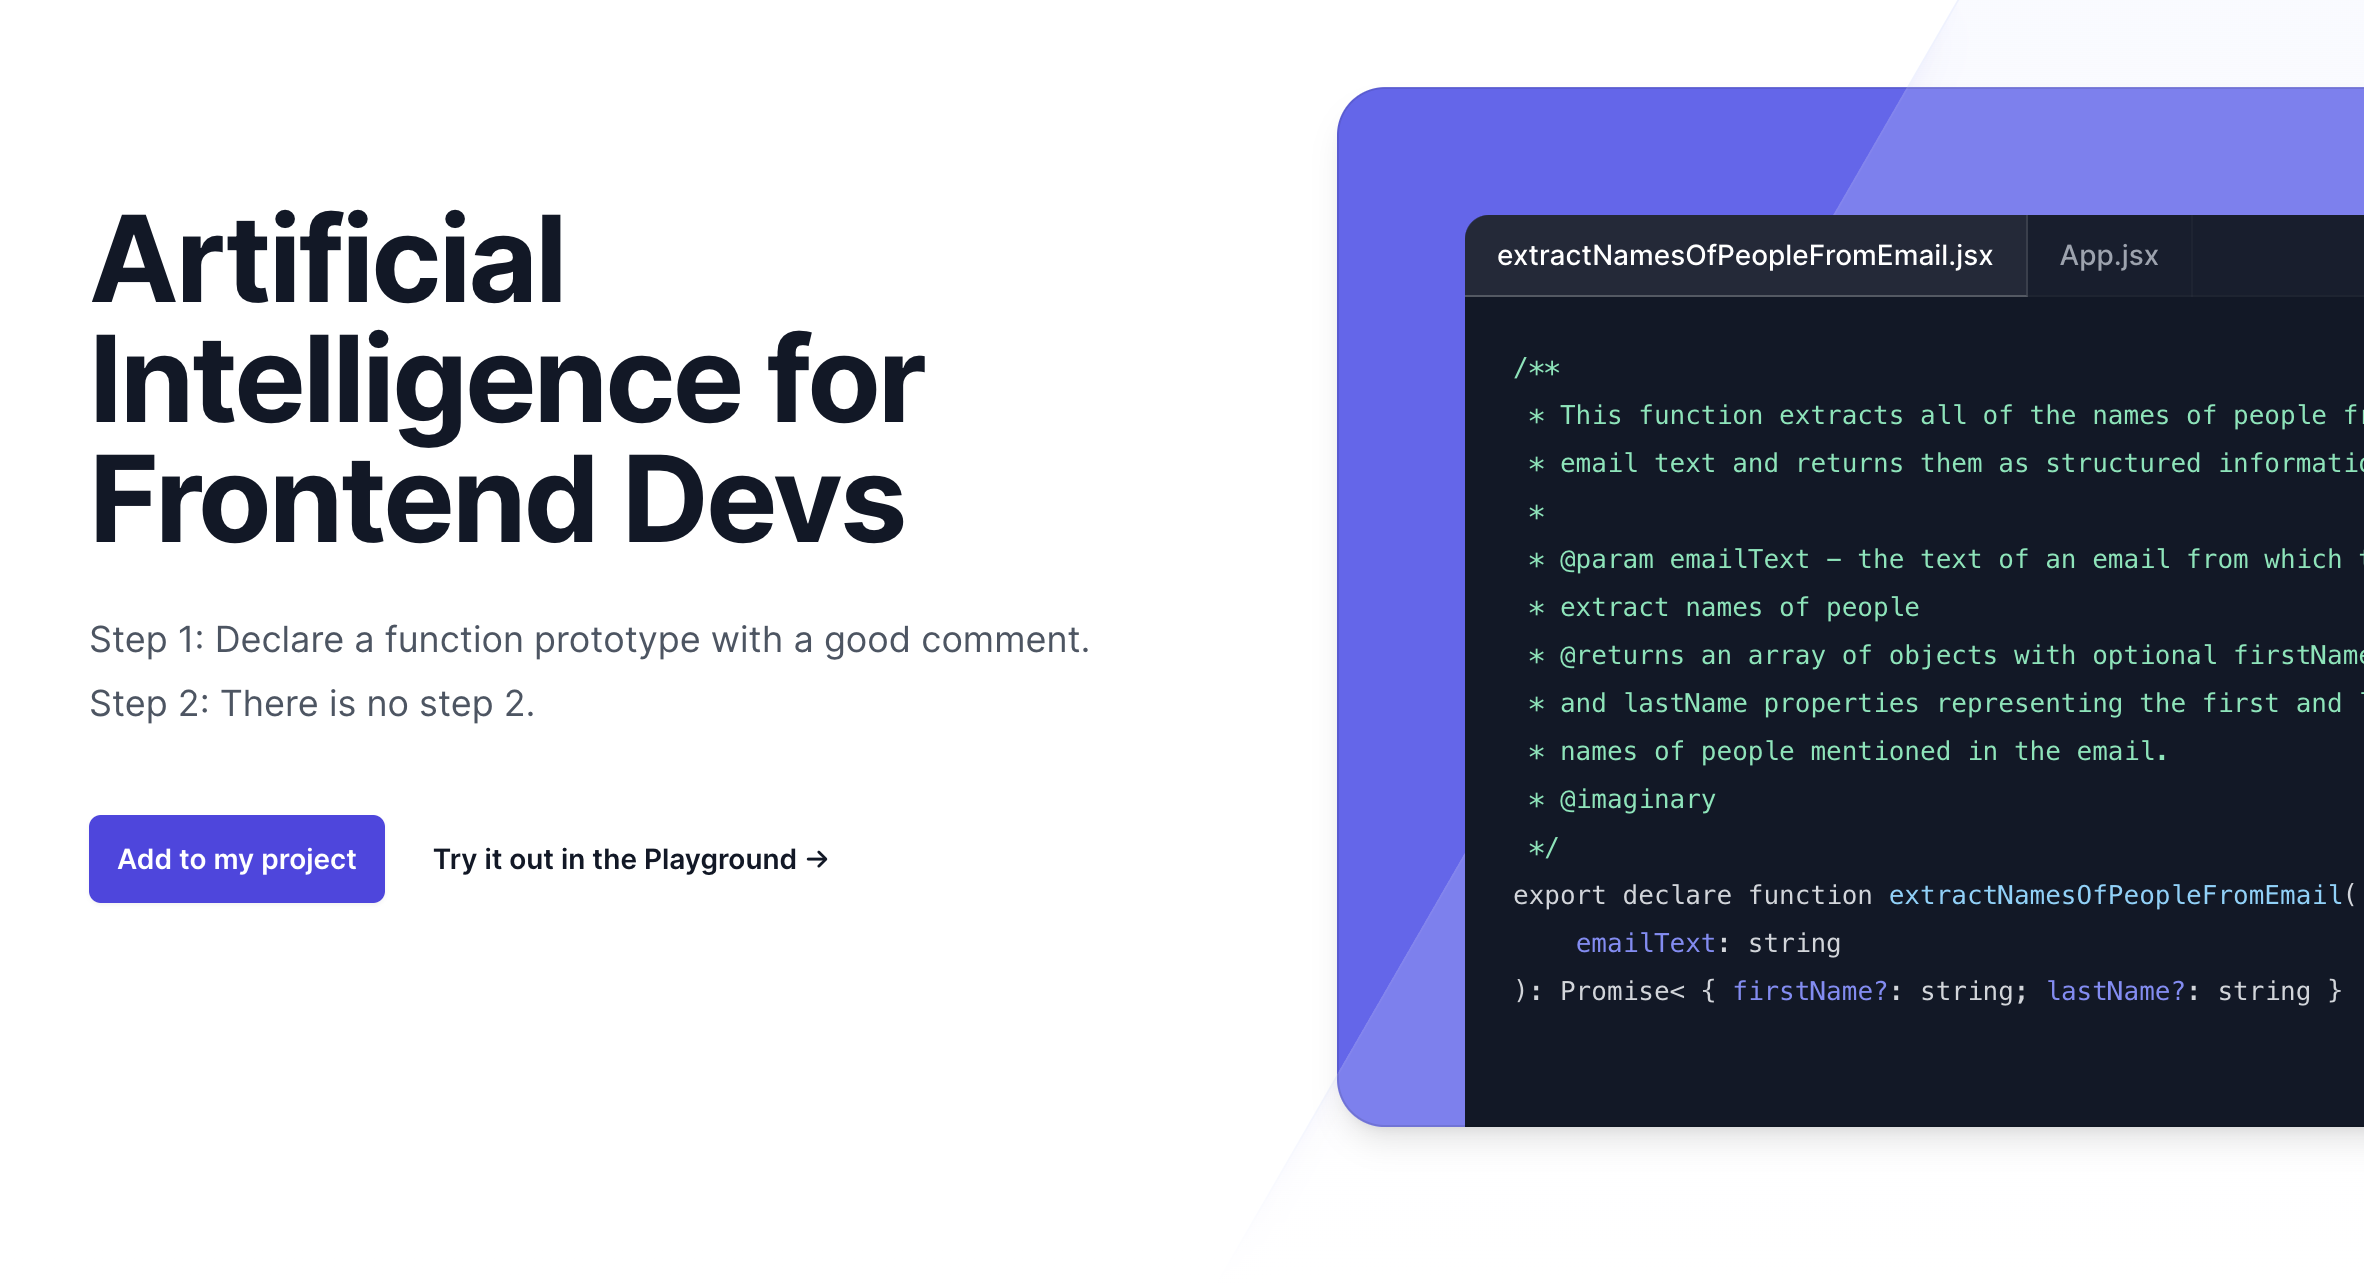 Artificial
Intelligence for
Frontend Devs
Step 1: Declare a function prototype with a good comment.
Step 2: There is no step 2.
Add to my project
Try it out in the Playground →
extractNamesOfPeopleFromEmail.jsx
App.jsx
/**
 * This function extracts all of the names of people
 * email text and returns them as structured
 *
 * @param emailText – the text of an email from which
 * extract names of people
 * @returns an array of objects with optional
 * and lastName properties representing the first and
 * names of people mentioned in the email.
 * @imaginary
 */
export declare function extractNamesOfPeopleFromEmail(
    emailText: string
): Promise< { firstName?: string; lastName?: string }